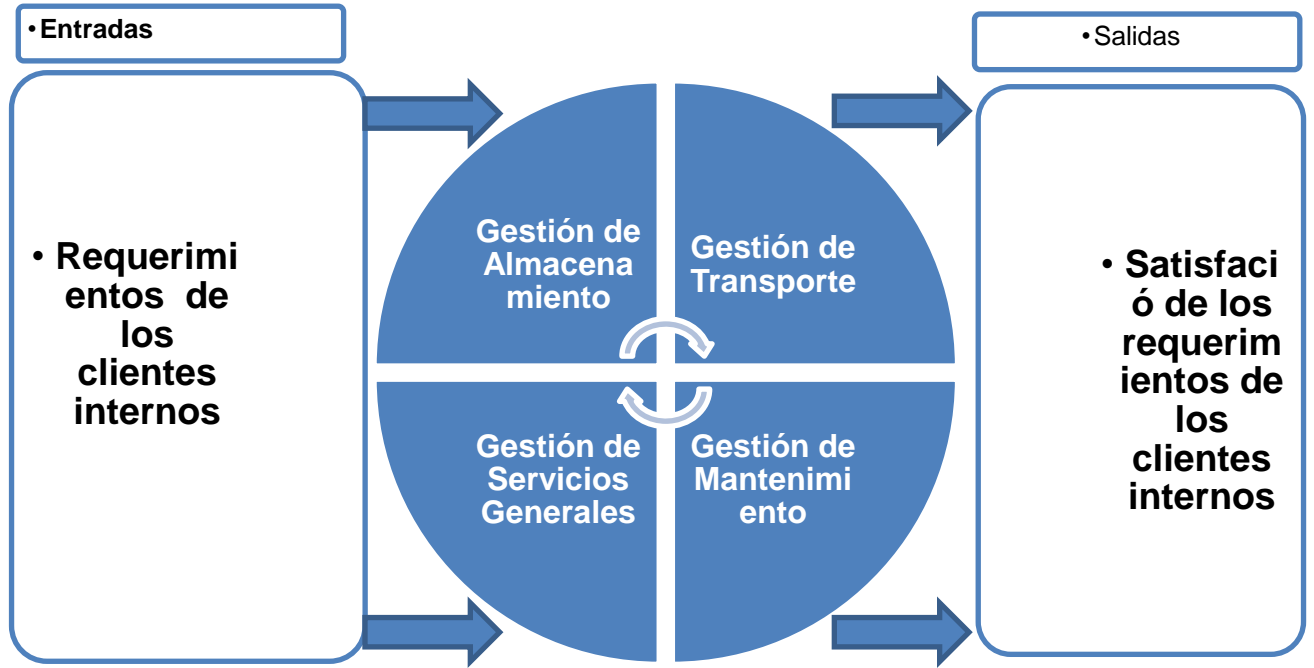 •Entradas
•Salidas
• Requerimi
entos de
los
clientes
internos
Gestión de
Almacena
miento
Gestión de
Transporte
Gestión de
Servicios
Generales
Gestión de
Mantenimi
ento
• Satisfaci
ó de los
requerim
ientos de
los
clientes
internos